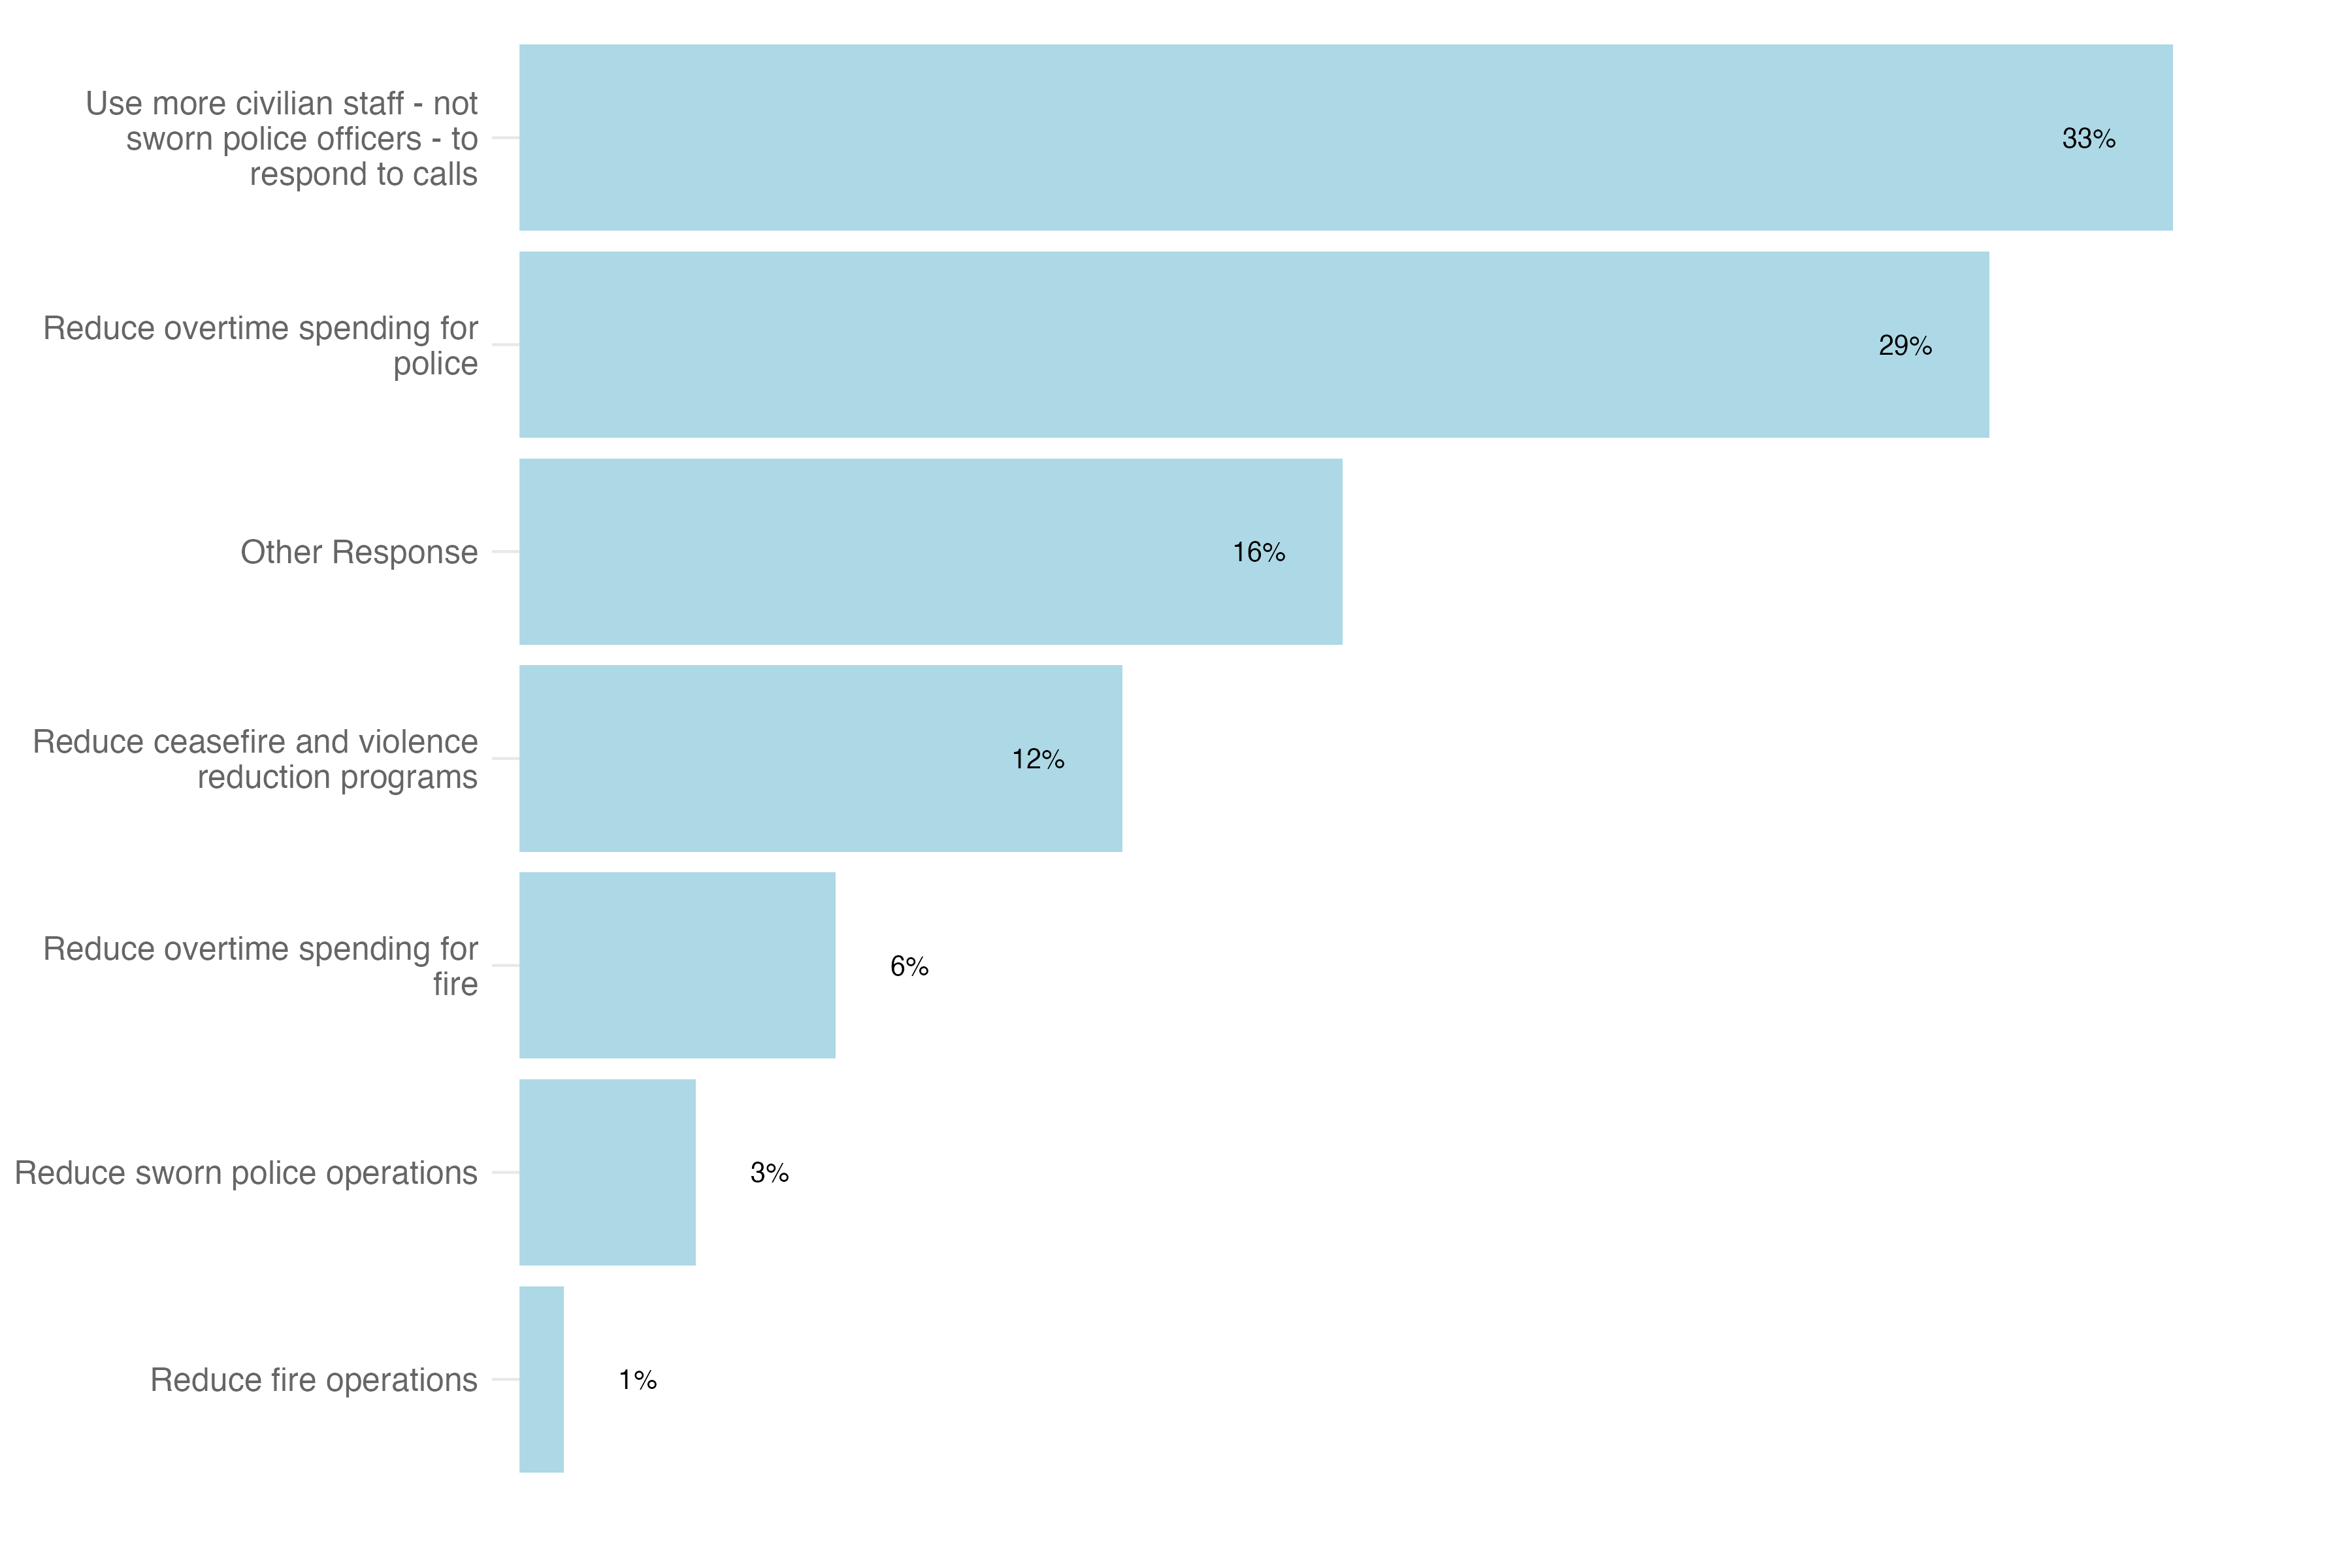 Use more civilian staff - not
sworn police officers - to
respond to calls
33%
Reduce overtime spending for
police
29%
Other Response
16%
Reduce ceasefire and violence
reduction programs
12%
Reduce overtime spending for
fire
6%
Reduce sworn police operations
3%
Reduce fire operations
1%